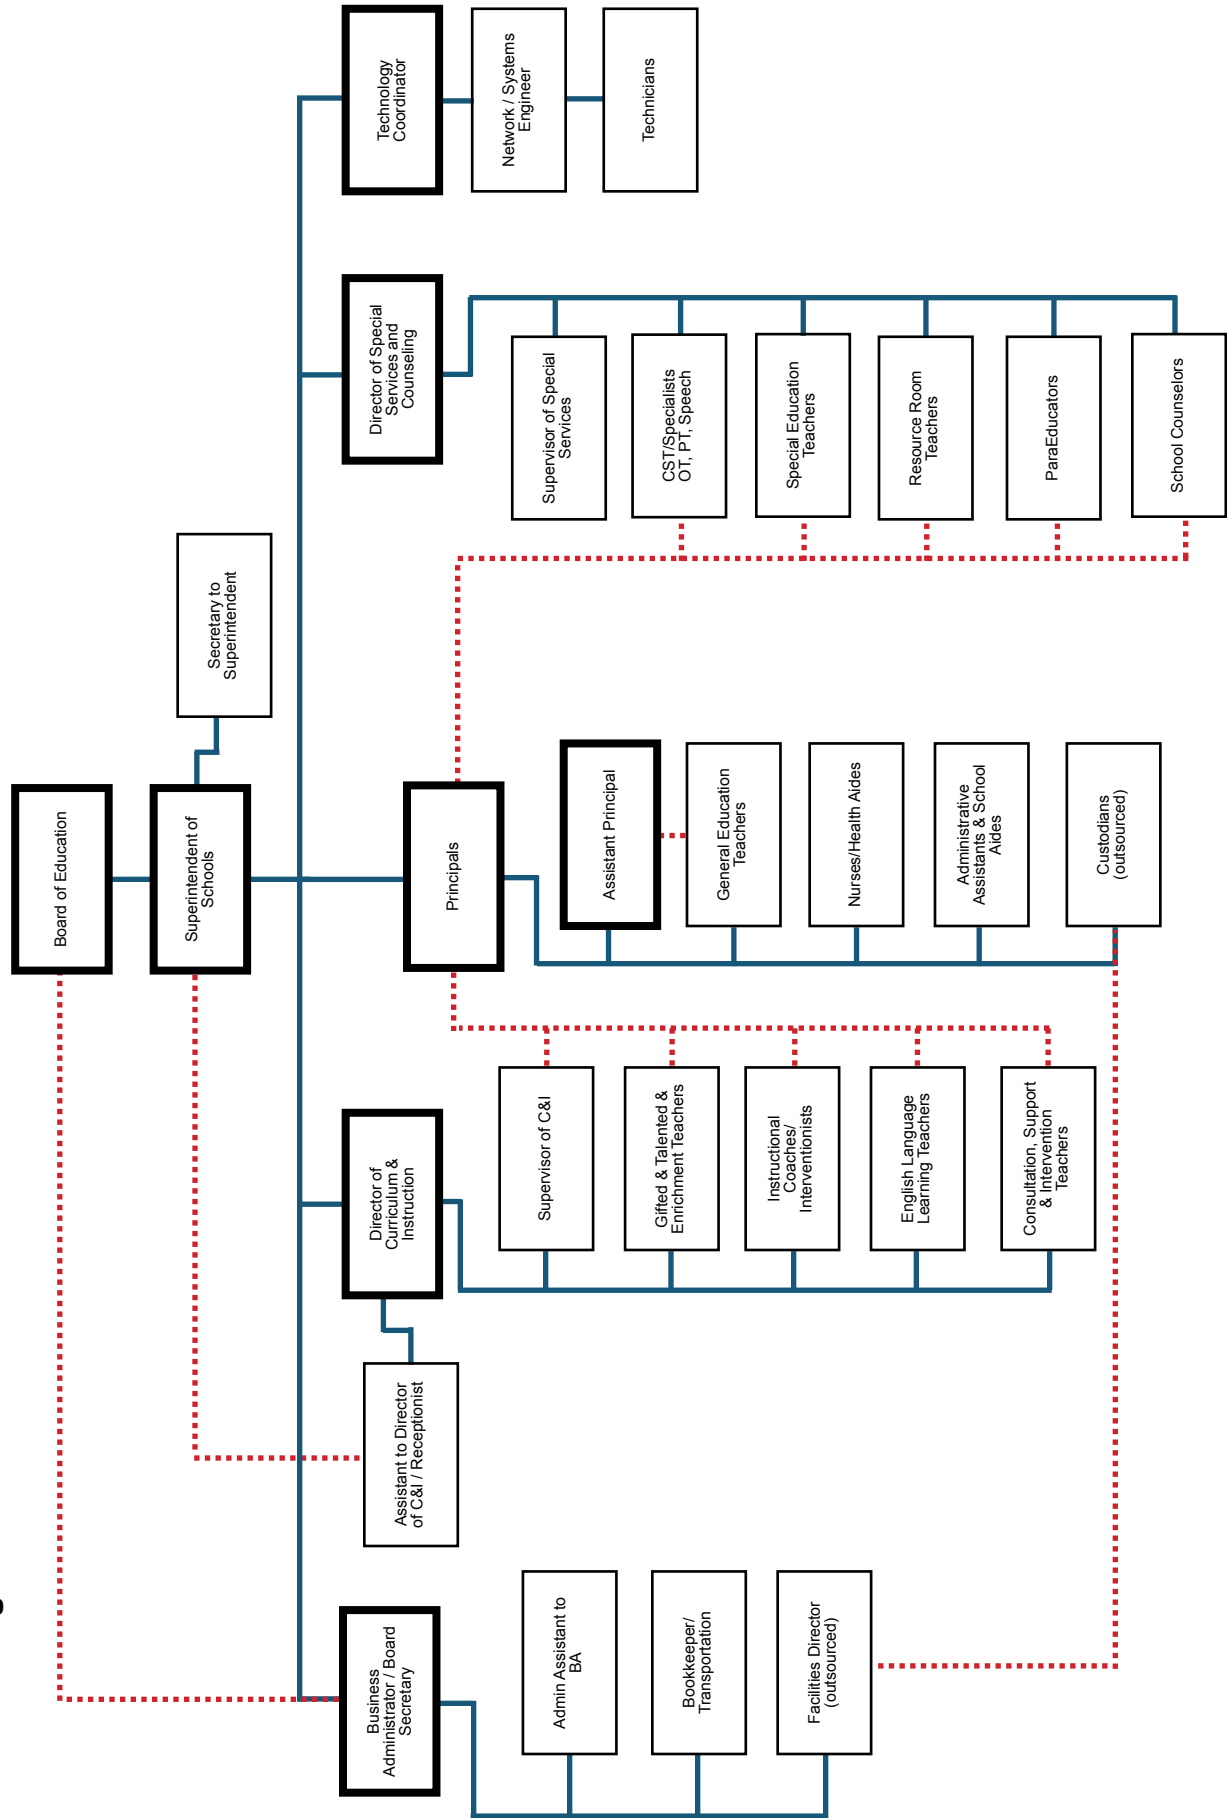 Board of Education
Superintendent of
Schools
Secretary to
Superintendent
Business
Administrator / Board
Secretary
Admin Assistant to
BA
Bookkeeper/
Transportation
Facilities Director
(outsourced)
Assistant to Director
of C&I / Receptionist
Director of
Curriculum &
Instruction
Supervisor of C&I
Gifted & Talented &
Enrichment Teachers
Instructional
Coaches/
Interventionists
English Language
Learning Teachers
Consultation, Support
& Intervention
Teachers
Principals
Assistant Principal
General Education
Teachers
Nurses/Health Aides
Administrative
Assistants & School
Aides
Custodians
(outsourced)
Director of Special
Services and
Counseling
Supervisor of Special
Services
CST/Specialists
OT, PT, Speech
Special Education
Teachers
Resource Room
Teachers
ParaEducators
School Counselors
Technology
Coordinator
Network / Systems
Engineer
Technicians